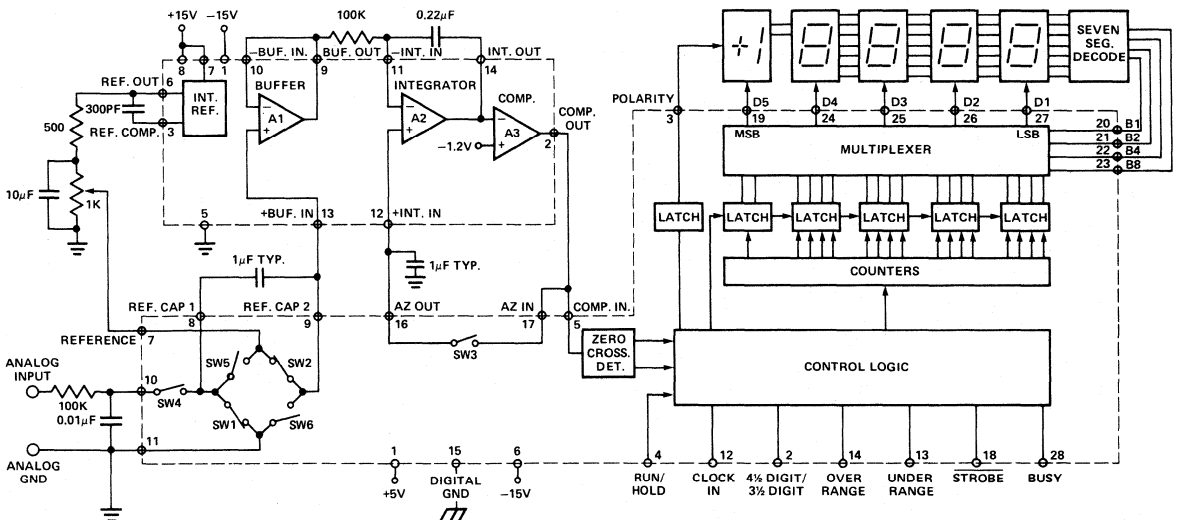 +15V
−15V
100K
0.22μF
−BUF. IN.
BUF. OUT
−INT. IN
INT. OUT
8
7
1
10
9
11
14
REF. OUT
6
300PF
REF. COMP.
3
INT.
REF.
BUFFER
A1
−
+
INTEGRATOR
A2
−
+
COMP.
A3
−
+
−1.2V
COMP.
OUT
2
500
10μF
1K
5
+BUF. IN
13
12
+INT. IN
1μF TYP.
1μF TYP.
REF. CAP 1
8
REF. CAP 2
9
AZ OUT
16
AZ IN
17
COMP. IN.
5
REFERENCE
7
SW3
ANALOG
INPUT
10
100K
0.01μF
SW4
SW5
SW2
SW1
SW6
11
ANALOG
GND
1
+5V
15
DIGITAL
GND
6
−15V
+1
8
8
8
8
SEVEN
SEG.
DECODE
POLARITY
3
D5
19
D4
24
D3
25
D2
26
D1
27
MSB
LSB
MULTIPLEXER
20
B1
21
B2
22
B4
23
B8
LATCH
LATCH
LATCH
LATCH
LATCH
LATCH
COUNTERS
ZERO
CROSS.
DET.
CONTROL LOGIC
4
RUN/
HOLD
12
CLOCK
IN
2
4½ DIGIT/
3½ DIGIT
14
OVER
RANGE
13
UNDER
RANGE
18
STROBE
28
BUSY